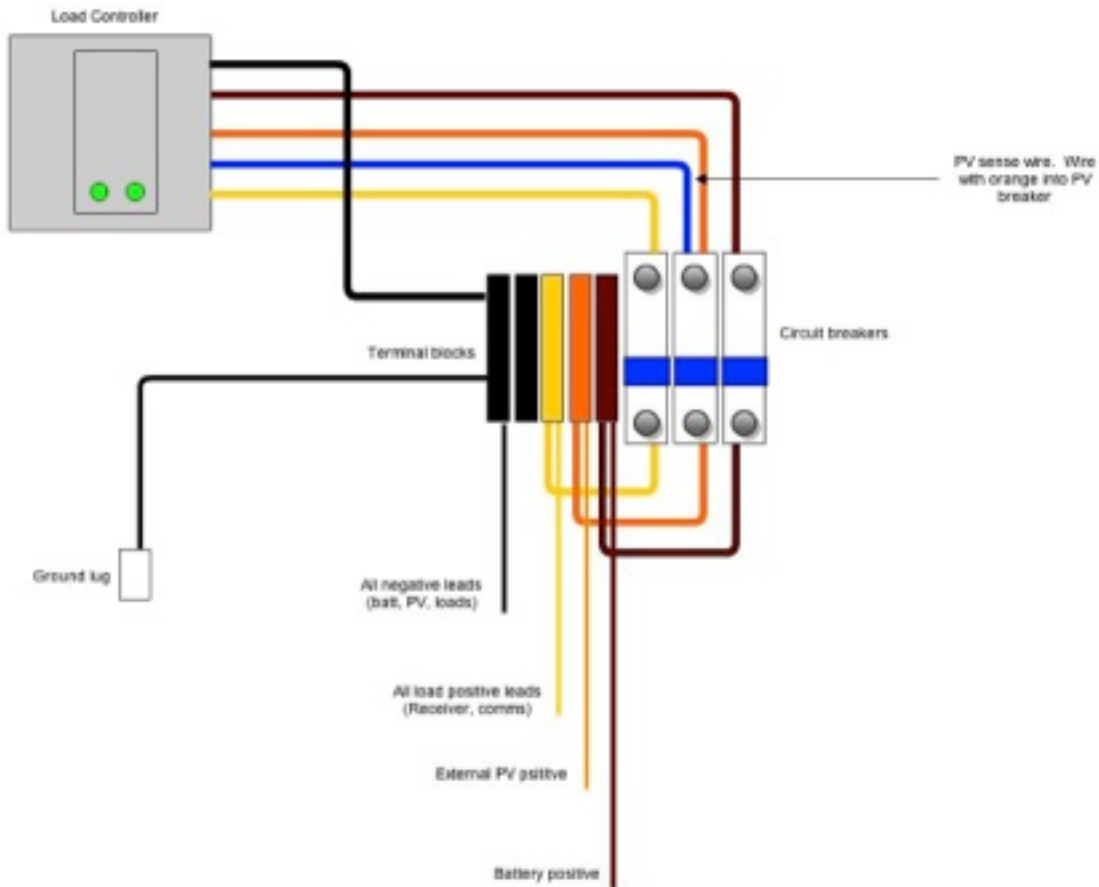 Load Controller
PV sense wire. Wire
with orange into PV
breaker
Circuit breakers
Terminal blocks
Ground lug
All negative leads
(batt, PV, loads)
All load positive leads
(Receiver, comms)
External PV psitive
Battery positive